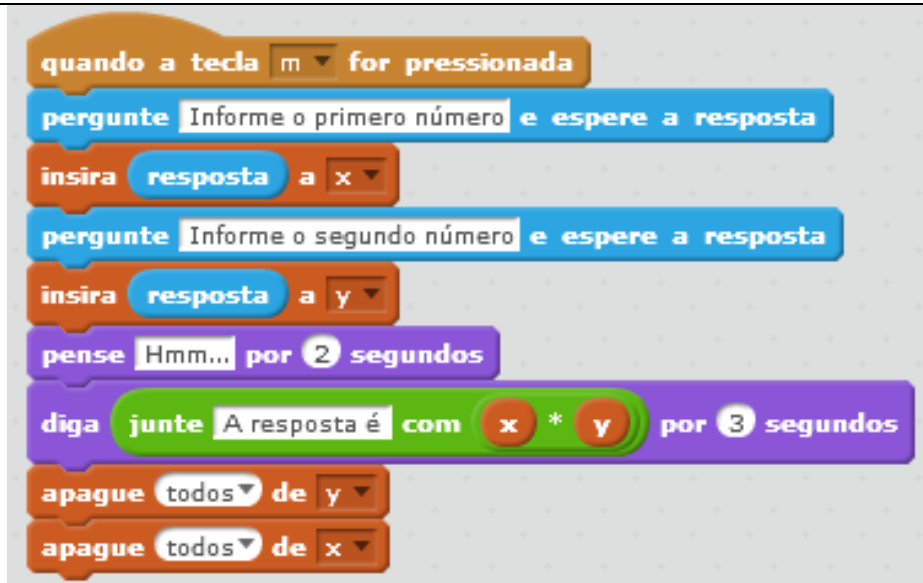 quando a tecla m for pressionada
pergunte Informe o primero número e espere a resposta
insira resposta a x
pergunte Informe o segundo número e espere a resposta
insira resposta a y
pense Hmm... por 2 segundos
diga junte A resposta é com x * y por 3 segundos
apague todos de y
apague todos de x